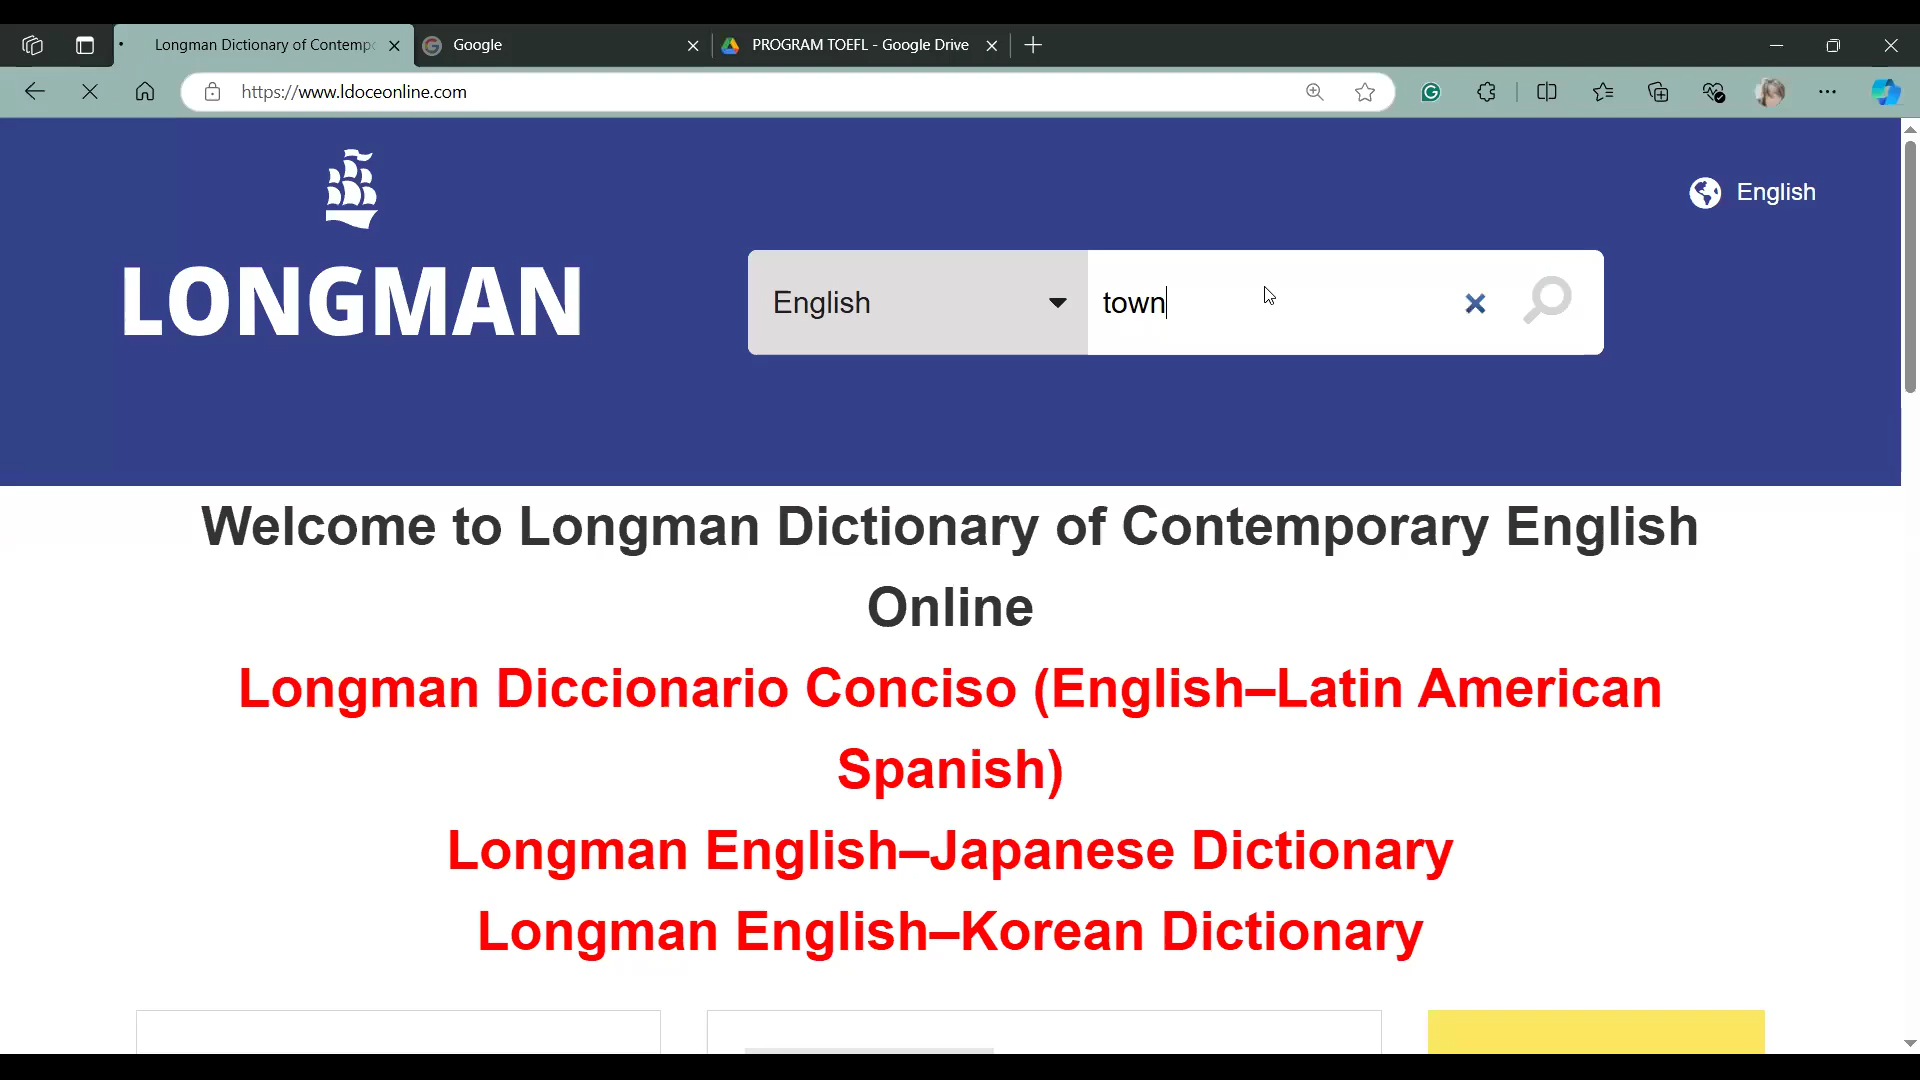 Longman Dictionary of Contemp
Google
PROGRAM TOEFL - Google Drive
https://www.ldoceonline.com
English
LONGMAN
English
town
Welcome to Longman Dictionary of Contemporary English
Online
Longman Diccionario Conciso (English–Latin American
Spanish)
Longman English–Japanese Dictionary
Longman English–Korean Dictionary